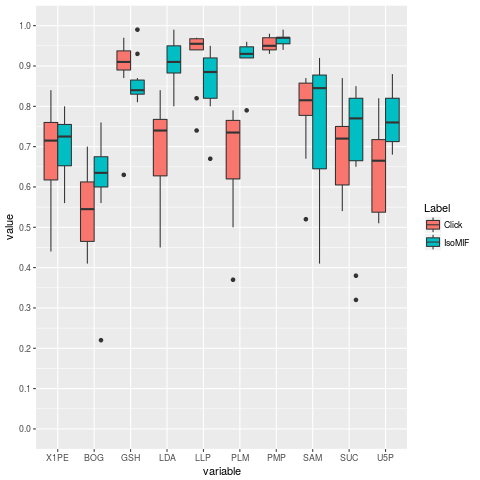 1.0
0.9
0.8
0.7
0.6
0.5
0.4
0.3
0.2
0.1
0.0
value
X1PE BOG GSH LDA LLP PLM PMP SAM SUC U5P
variable
Label
Click
IsoMIF